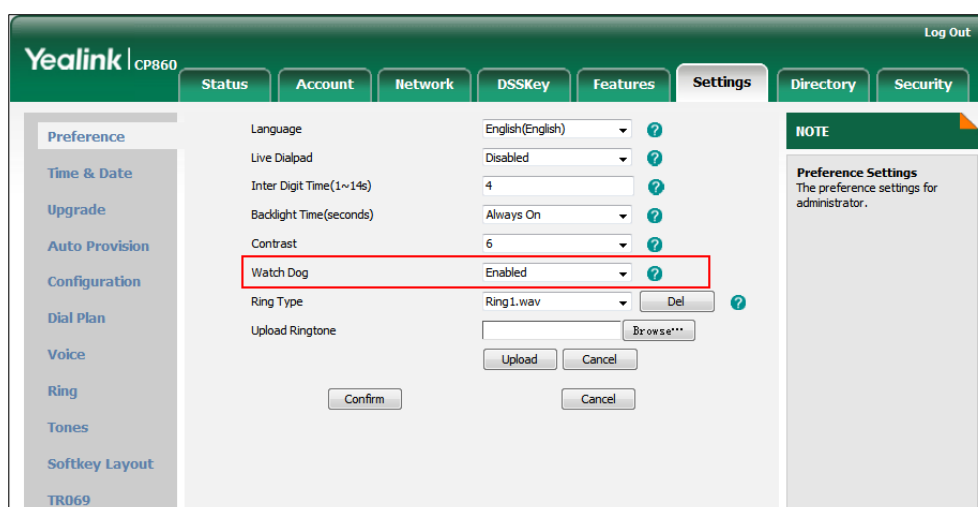 Log Out
Yealink | CP860
Status Account Network DSSKey Features Settings Directory Security
Preference
Time & Date
Upgrade
Auto Provision
Configuration
Dial Plan
Voice
Ring
Tones
Softkey Layout
TR069
Language English(English) ?
Live Dialpad Disabled ?
Inter Digit Time(1~14s) 4 ?
Backlight Time(seconds) Always On ?
Contrast 6 ?
Watch Dog Enabled ?
Ring Type Ring1.wav Del ?
Upload Ringtone Browse...
Upload Cancel
Confirm Cancel
NOTE
Preference Settings
The preference settings for
administrator.